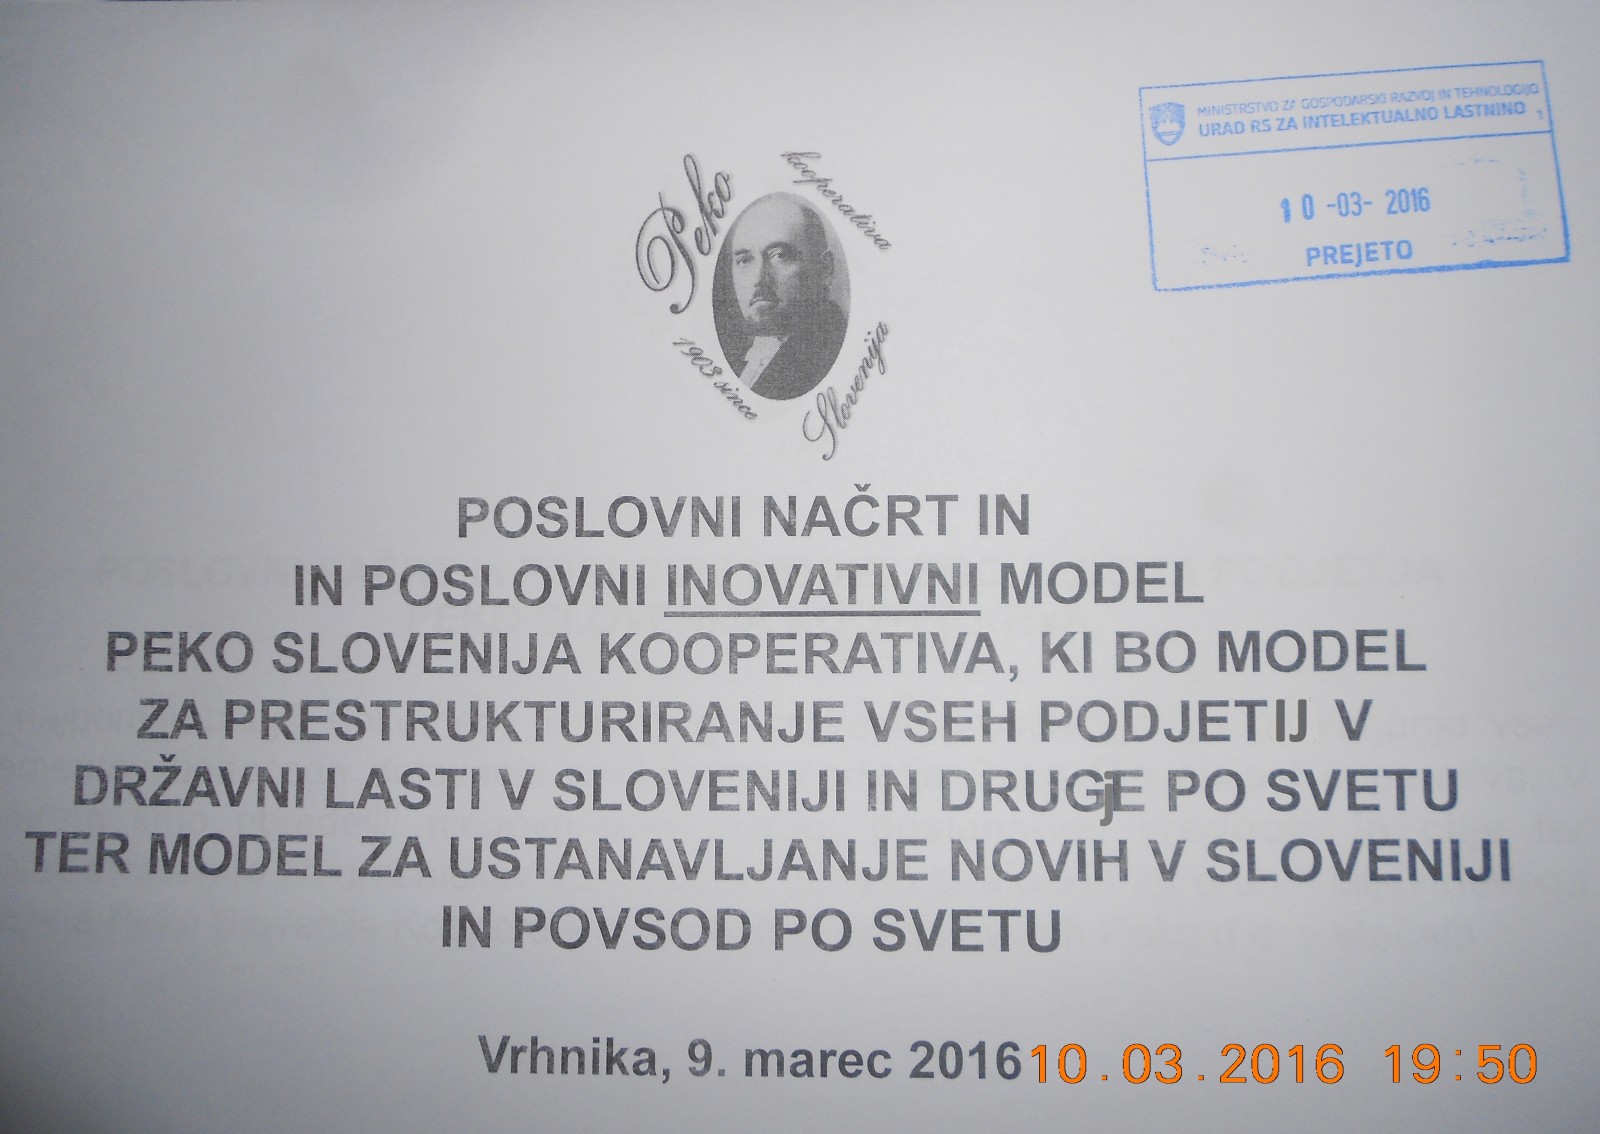 MINISTRSTVO ZA GOSPODARSKI RAZVOJ IN TEHNOLOGIJO
URAD RS ZA INTELEKTUALNO LASTNINO 1
10 -03- 2016
PREJETO
Peko
kooperativa
1903 since
Slovenija
POSLOVNI NAČRT IN
IN POSLOVNI INOVATIVNI MODEL
PEKO SLOVENIJA KOOPERATIVA, KI BO MODEL
ZA PRESTRUKTURIRANJE VSEH PODJETIJ V
DRŽAVNI LASTI V SLOVENIJI IN DRUGjE PO SVETU
TER MODEL ZA USTANAVLJANJE NOVIH V SLOVENIJI
IN POVSOD PO SVETU
Vrhnika, 9. marec 2016
10.03.2016 19:50